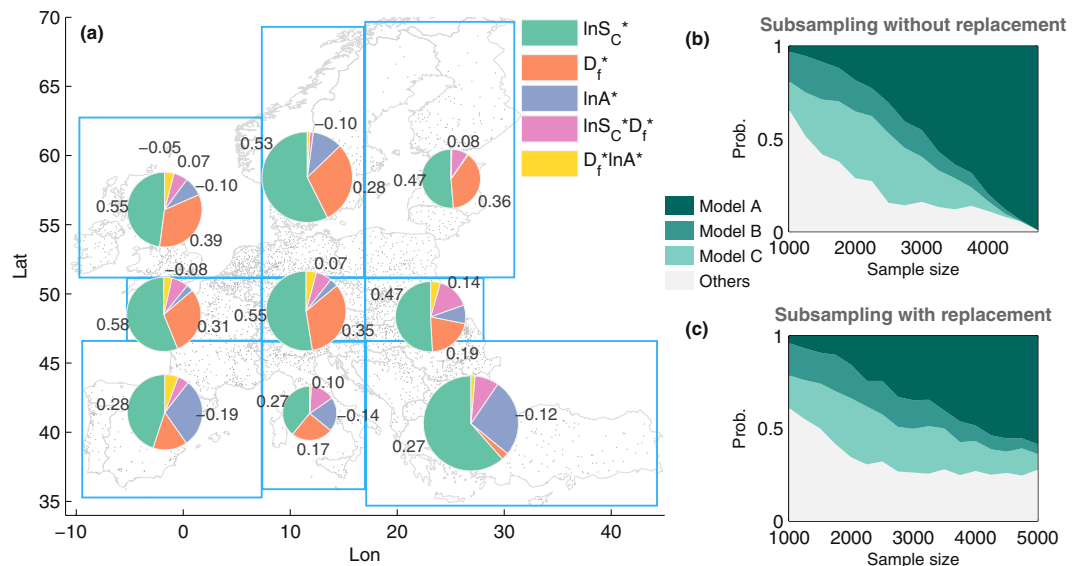 (a)
InS_C^*
D_f^*
InA^*
InS_C^*D_f^*
D_f^*InA^*
70
65
60
55
50
45
40
35
Lat
−10
0
10
20
30
40
Lon
0.53
−0.10
0.28
0.08
0.47
0.36
−0.05
0.07
−0.10
0.55
0.39
−0.08
0.58
0.31
0.07
0.55
0.35
0.47
0.14
0.19
0.28
−0.19
0.27
0.10
−0.14
0.17
−0.12
0.27
(b)
Subsampling without replacement
1
0.5
0
Prob.
1000
2000
3000
4000
Sample size
Model A
Model B
Model C
Others
(c)
Subsampling with replacement
1
0.5
0
Prob.
1000
2000
3000
4000
5000
Sample size